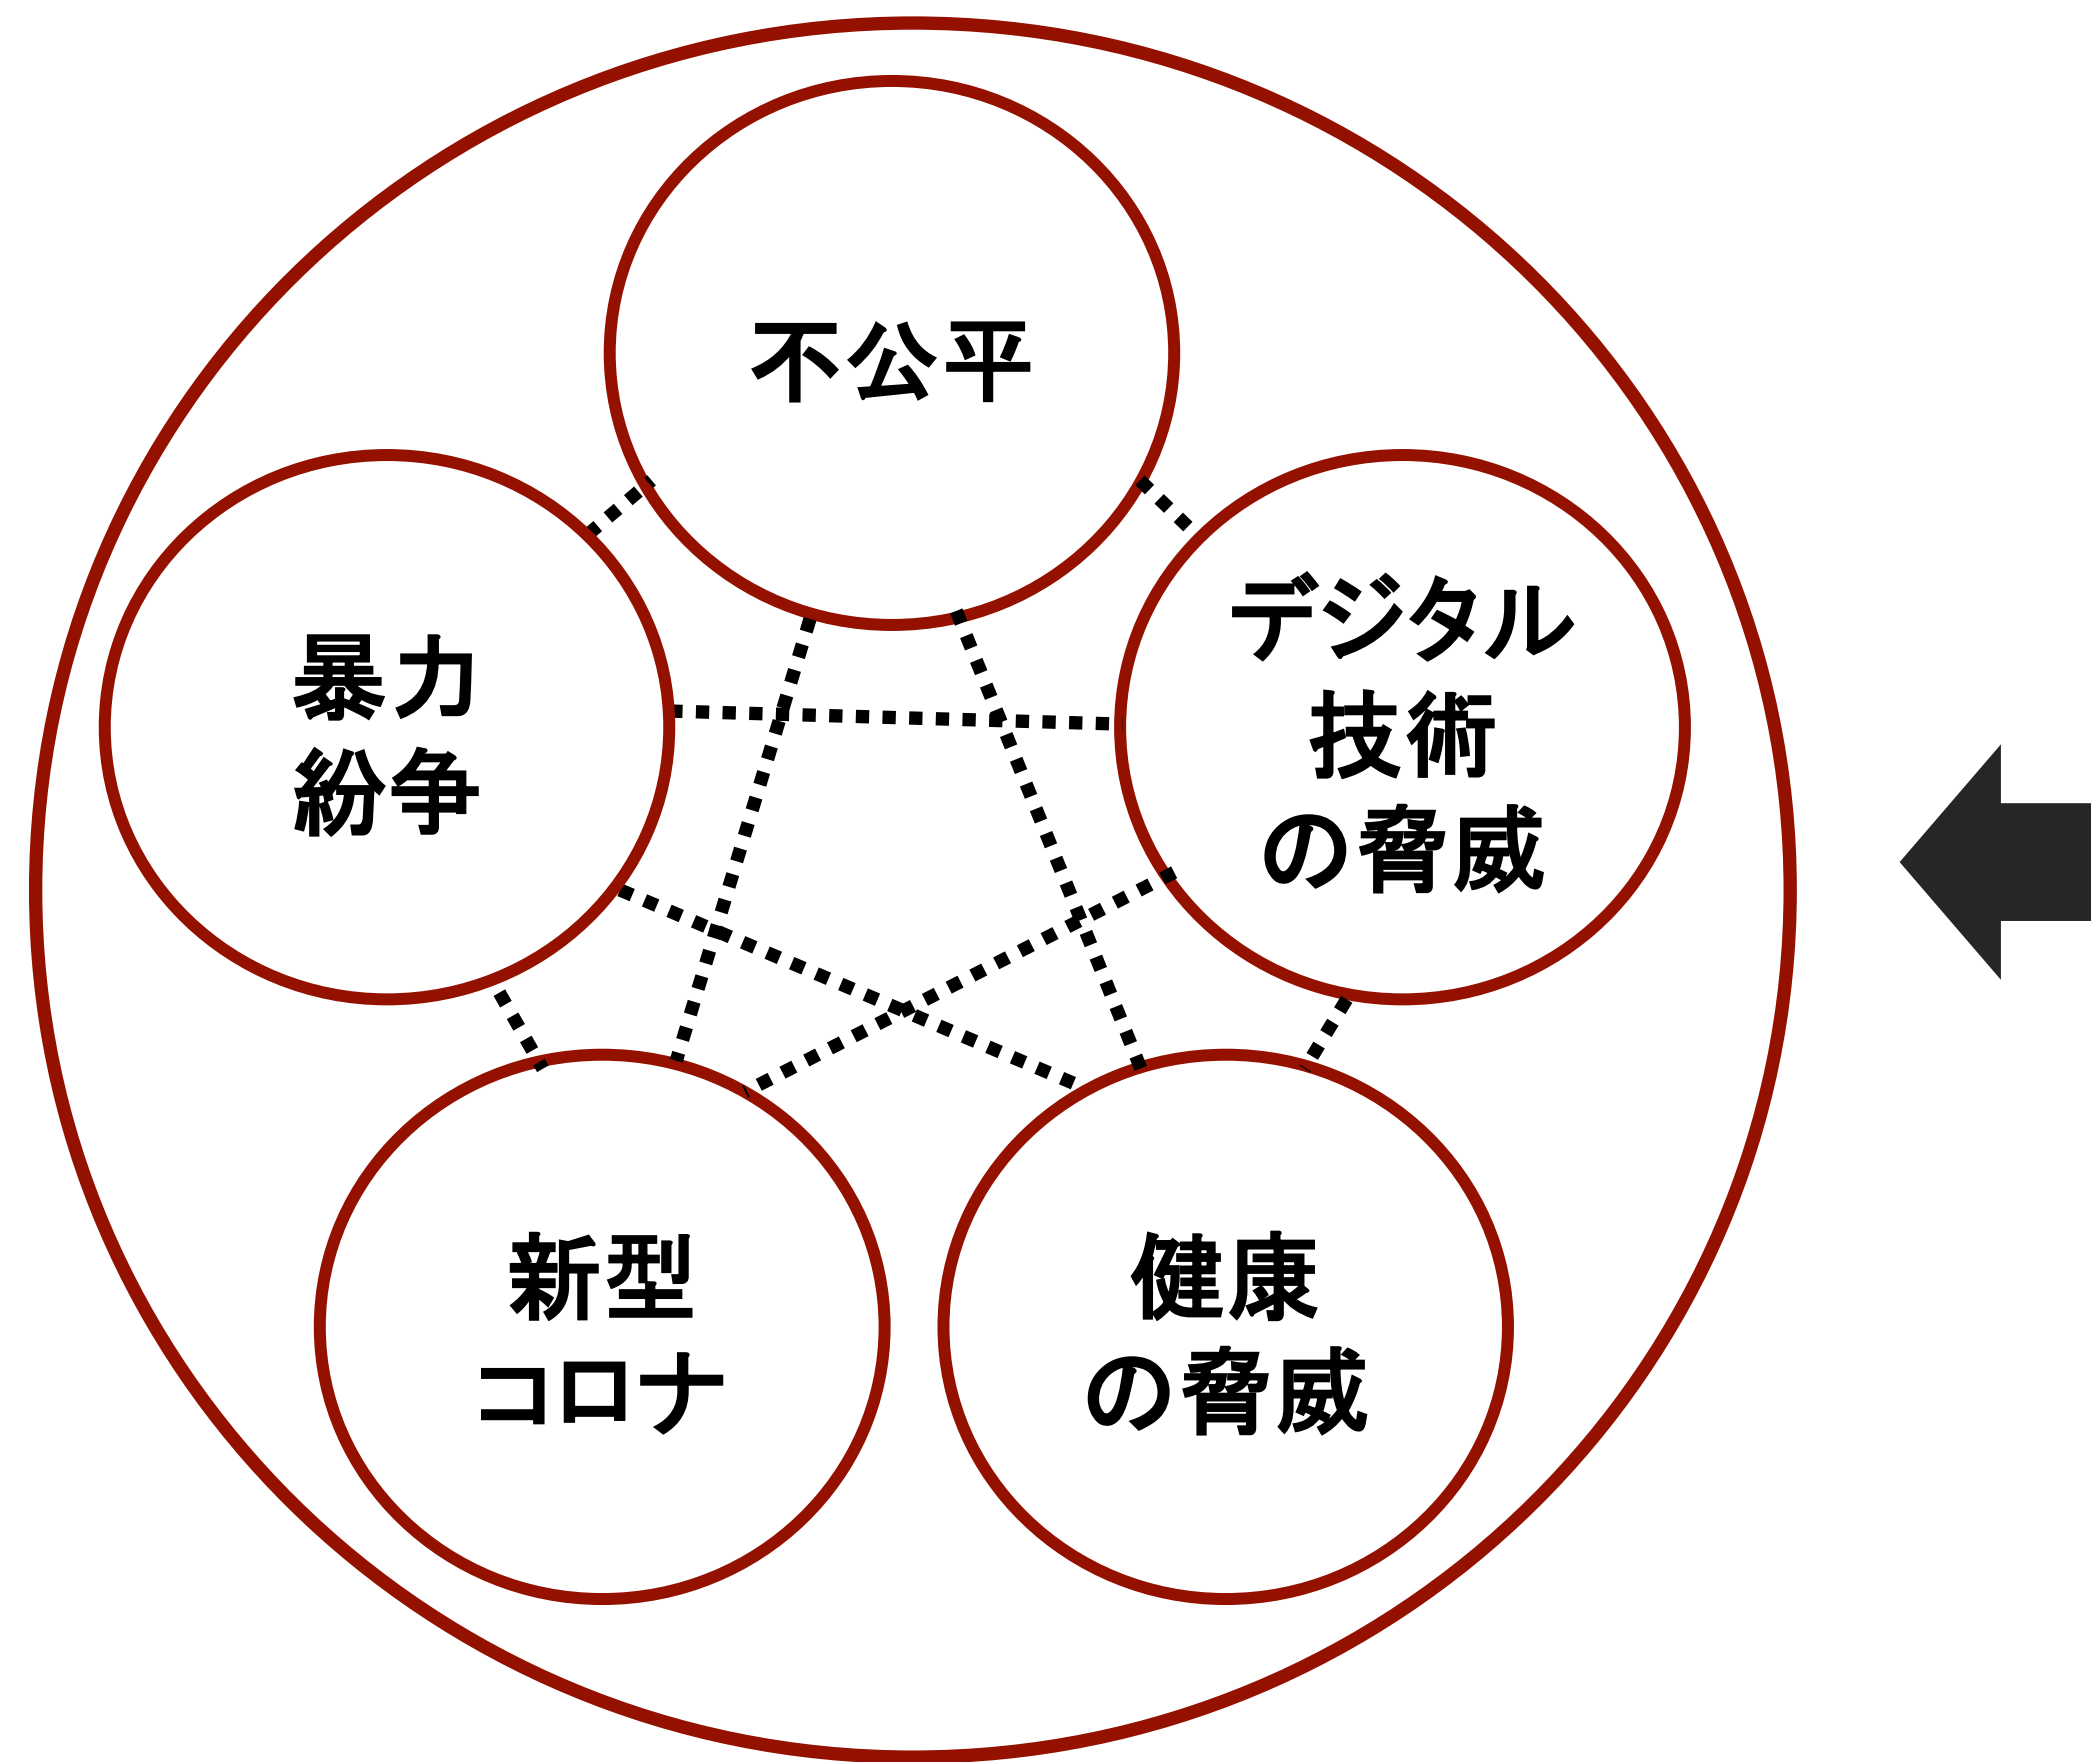 不公平
暴力
紛争
デジタル
技術
の脅威
新型
コロナ
健康
の脅威